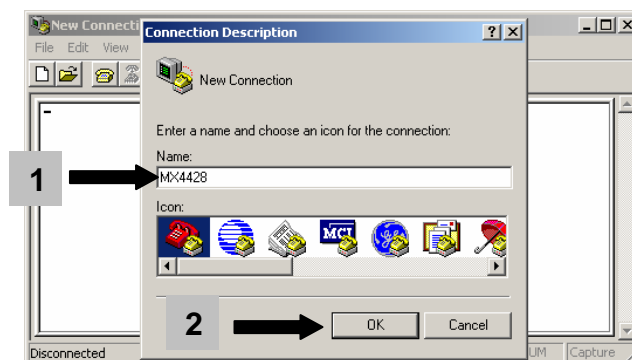 New Connecti
File Edit View
Connection Description
New Connection
Enter a name and choose an icon for the connection:
1
Name:
MX4428
Icon:
MCI
2
OK Cancel
Disconnected
UM Capture